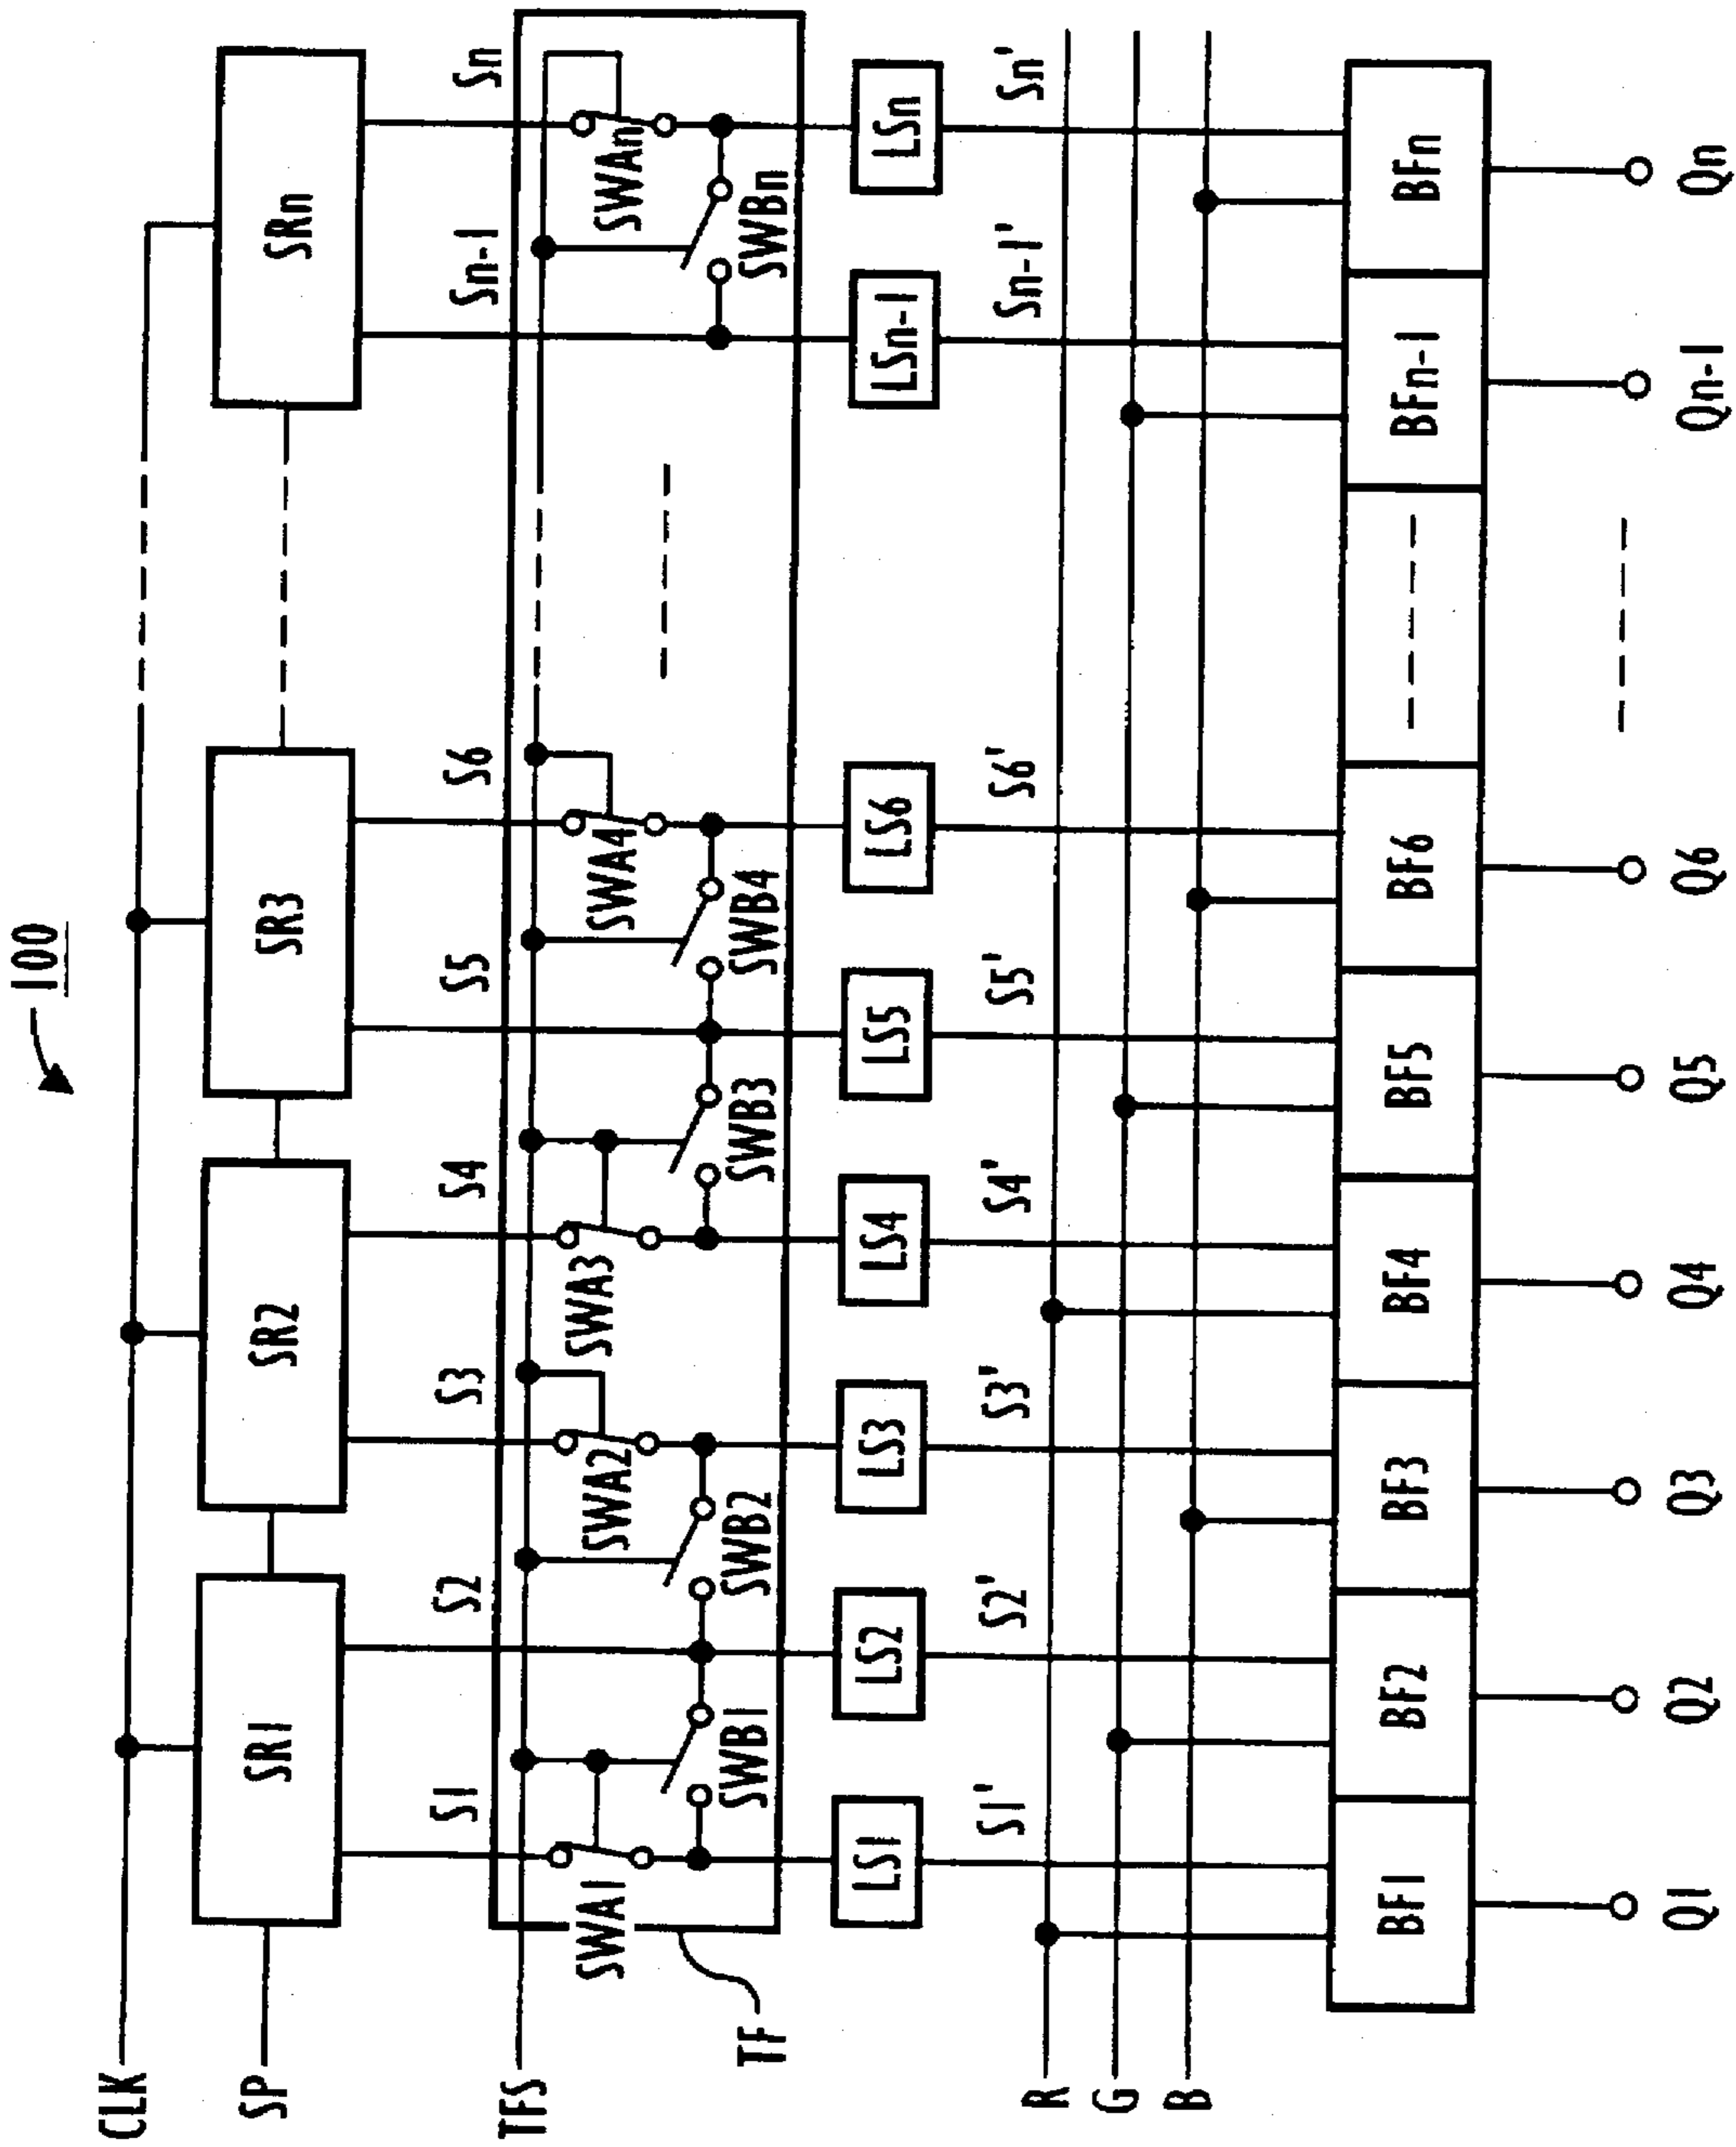 100
CLK
SP
SR1
SR2
SR3
SRn
S1
S2
S3
S4
S5
S6
Sn-1
Sn
TFS
SWA1
SWA2
SWA3
SWA4
SWAn
SWB1
SWB2
SWB3
SWB4
SWBn
TF
LS1
LS2
LS3
LS4
LS5
LS6
LSn-1
LSn
S1'
S2'
S3'
S4'
S5'
S6'
Sn-1'
Sn'
R
G
B
BF1
BF2
BF3
BF4
BF5
BF6
BFn-1
BFn
Q1
Q2
Q3
Q4
Q5
Q6
Qn-1
Qn